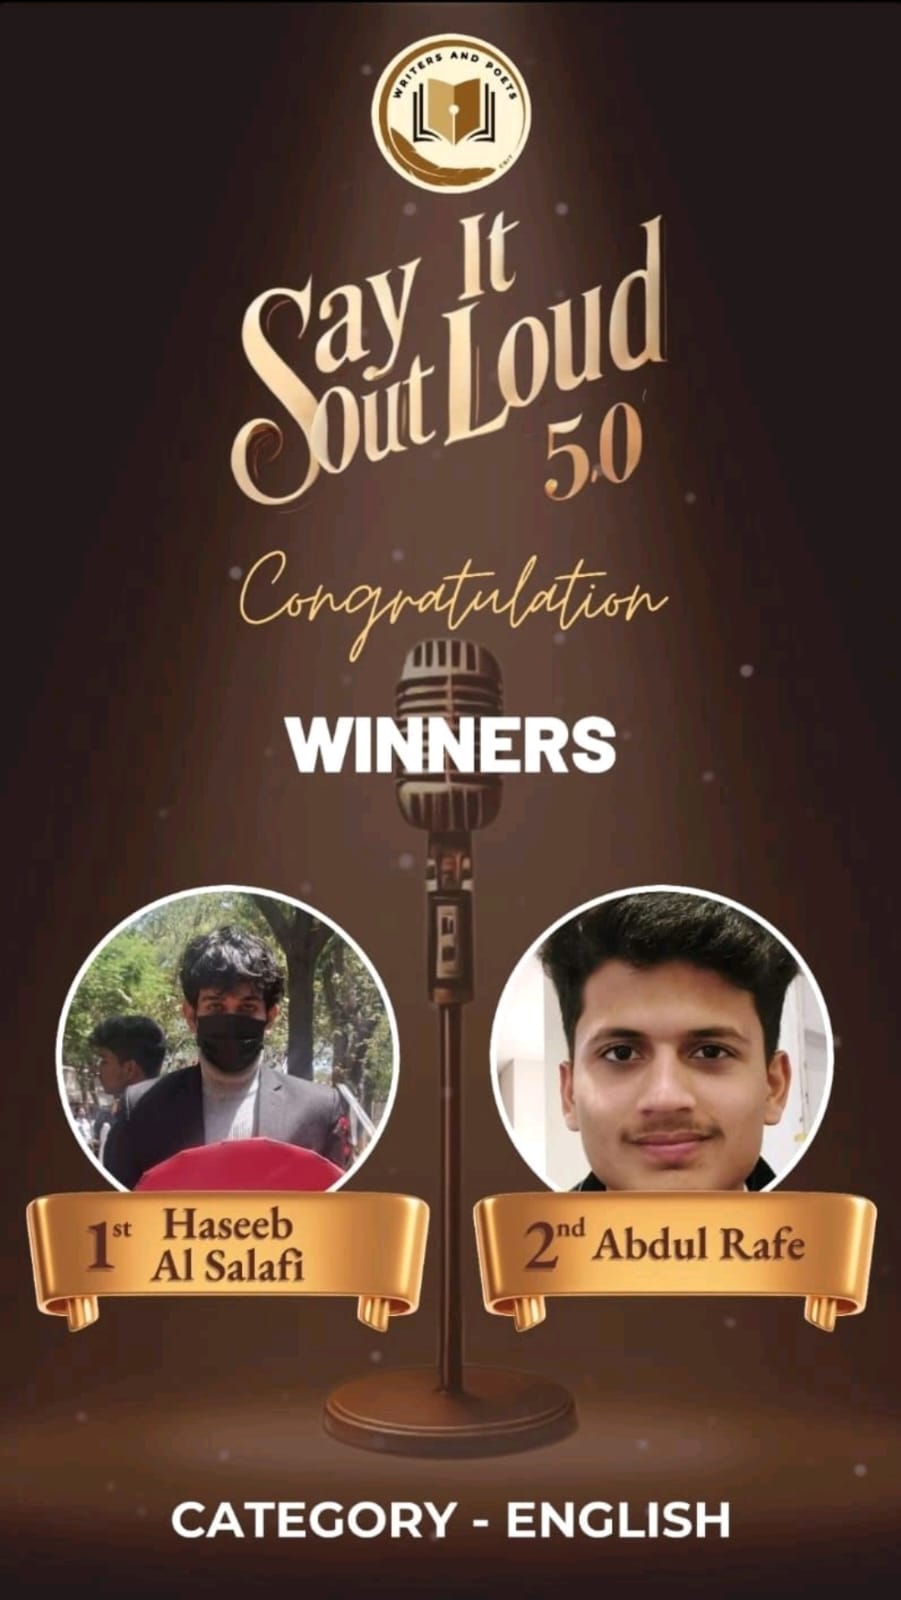 WRITERS AND POETS
Say It
out Loud
5.0
Congratulation
WINNERS
1st Haseeb
Al Salafi
2nd Abdul Rafe
CATEGORY - ENGLISH